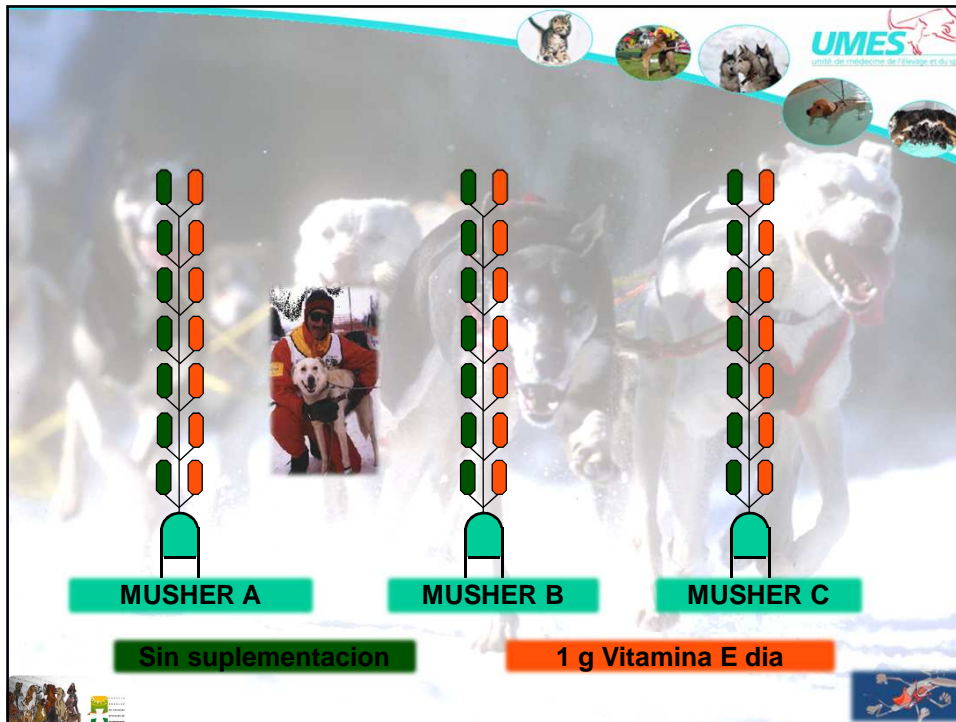 UMES
unité de médecine de l'élevage et du sp
MUSHER A
MUSHER B
MUSHER C
Sin suplementacion
1 g Vitamina E dia